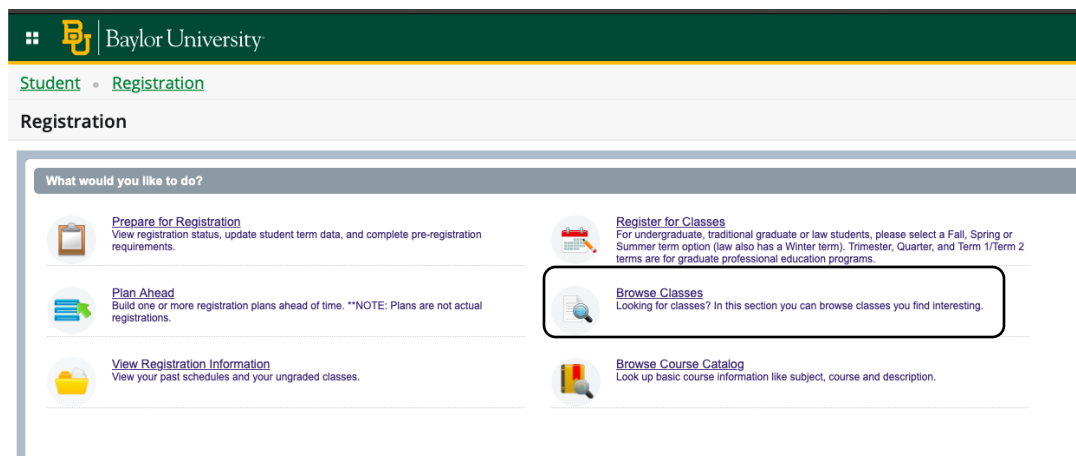 BU Baylor University
Student • Registration
Registration
What would you like to do?
Prepare for Registration
View registration status, update student term data, and complete pre-registration
requirements.
Register for Classes
For undergraduate, traditional graduate or law students, please select a Fall, Spring or
Summer term option (law also has a Winter term). Trimester, Quarter, and Term 1/Term 2
terms are for graduate professional education programs.
Plan Ahead
Build one or more registration plans ahead of time. **NOTE: Plans are not actual
registrations.
Browse Classes
Looking for classes? In this section you can browse classes you find interesting.
View Registration Information
View your past schedules and your ungraded classes.
Browse Course Catalog
Look up basic course information like subject, course and description.